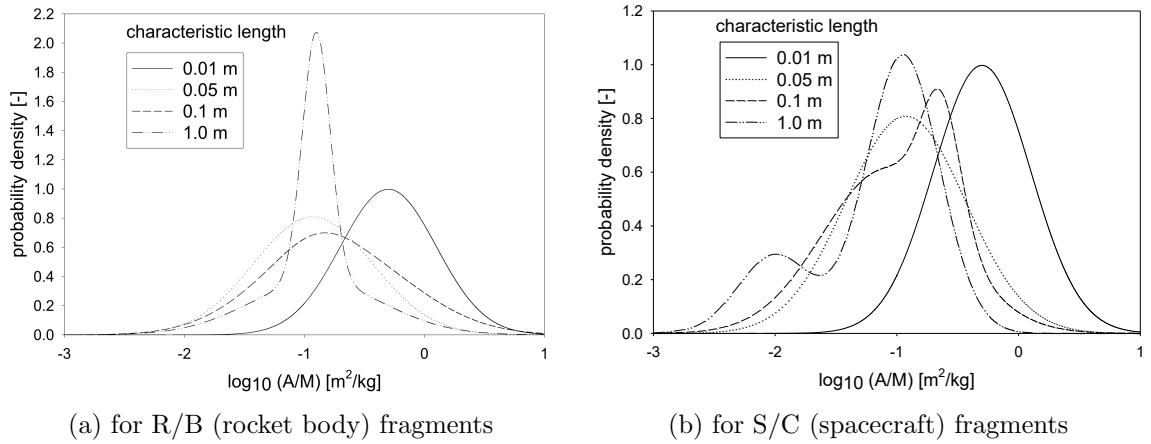 characteristic length
0.01 m
0.05 m
0.1 m
1.0 m
probability density [-]
2.2
2.0
1.8
1.6
1.4
1.2
1.0
0.8
0.6
0.4
0.2
0.0
-3
-2
-1
0
1
log10 (A/M) [m²/kg]
(a) for R/B (rocket body) fragments
characteristic length
0.01 m
0.05 m
0.1 m
1.0 m
probability density [-]
1.2
1.0
0.8
0.6
0.4
0.2
0.0
-3
-2
-1
0
1
log10 (A/M) [m²/kg]
(b) for S/C (spacecraft) fragments